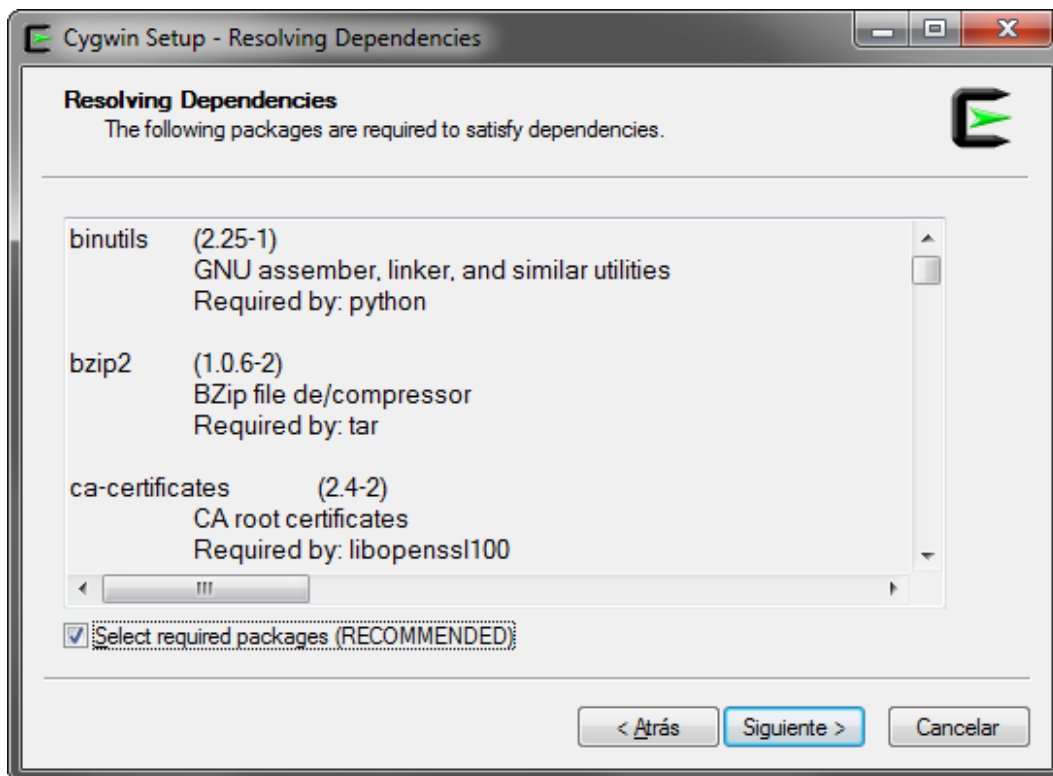 Cygwin Setup - Resolving Dependencies
Resolving Dependencies
The following packages are required to satisfy dependencies.
binutils (2.25-1)
GNU assember, linker, and similar utilities
Required by: python
bzip2 (1.0.6-2)
BZip file de/compressor
Required by: tar
ca-certificates (2.4-2)
CA root certificates
Required by: libopenssl100
Select required packages (RECOMMENDED)
< Atrás Siguiente > Cancelar